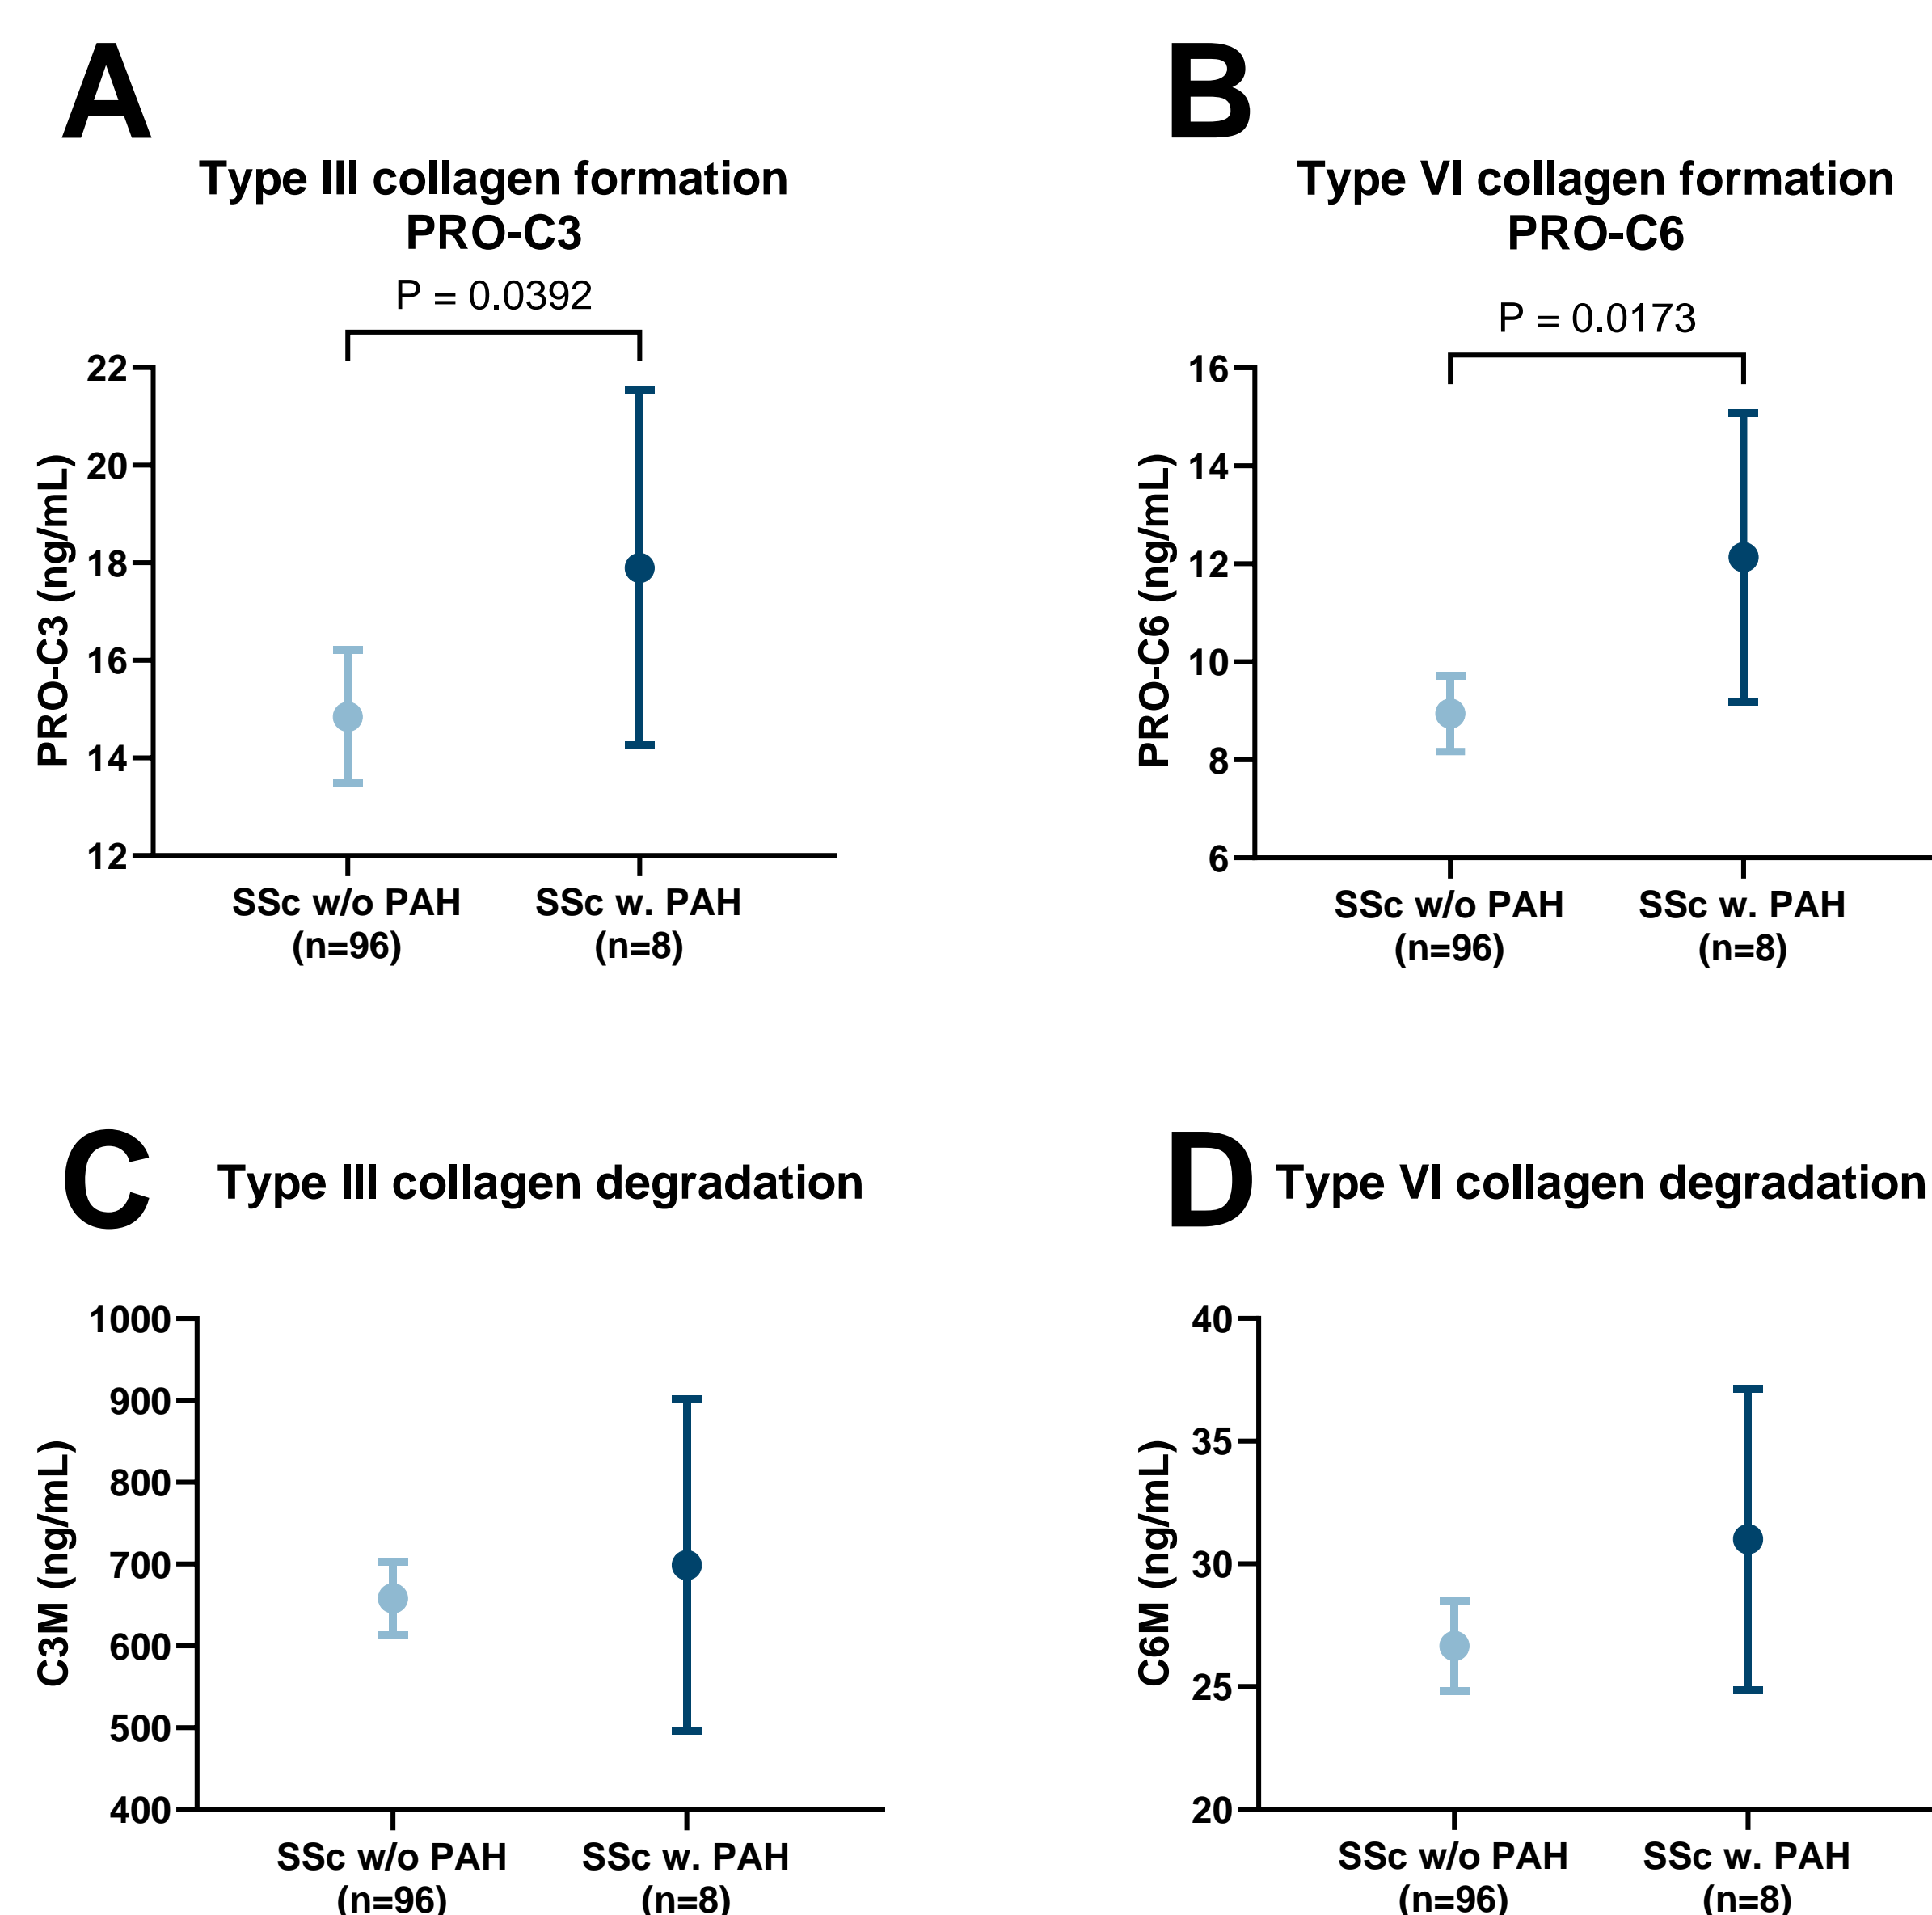 A
Type III collagen formation
PRO-C3
P = 0.0392
PRO-C3 (ng/mL)
22
20
18
16
14
12
SSc w/o PAH
(n=96)
SSc w. PAH
(n=8)
B
Type VI collagen formation
PRO-C6
P = 0.0173
PRO-C6 (ng/mL)
16
14
12
10
8
6
SSc w/o PAH
(n=96)
SSc w. PAH
(n=8)
C
Type III collagen degradation
C3M (ng/mL)
1000
900
800
700
600
500
400
SSc w/o PAH
(n=96)
SSc w. PAH
(n=8)
D
Type VI collagen degradation
C6M (ng/mL)
40
35
30
25
20
SSc w/o PAH
(n=96)
SSc w. PAH
(n=8)